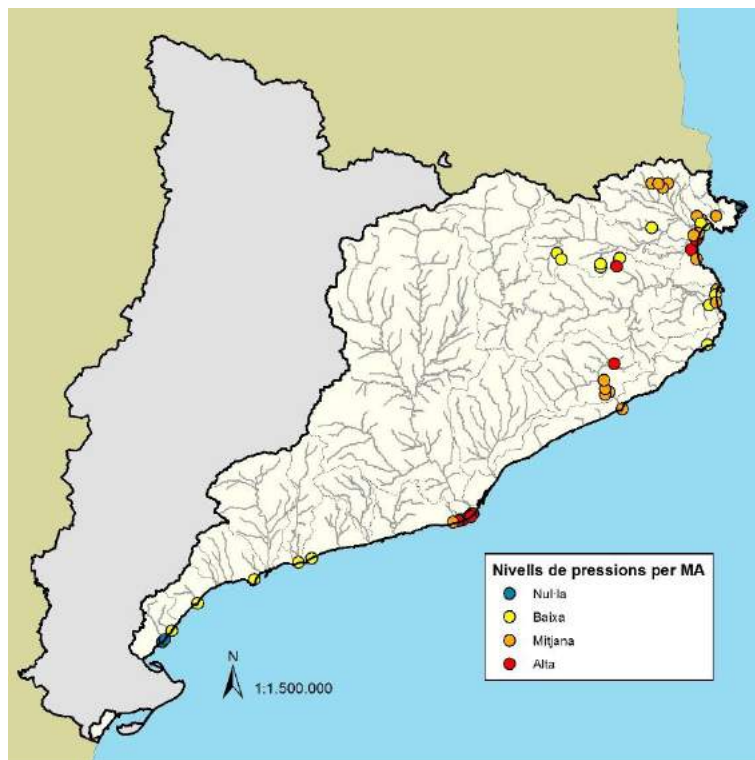 Nivells de pressions per MA
Nul·la
Baixa
Mitjana
Alta
N
1:1.500.000